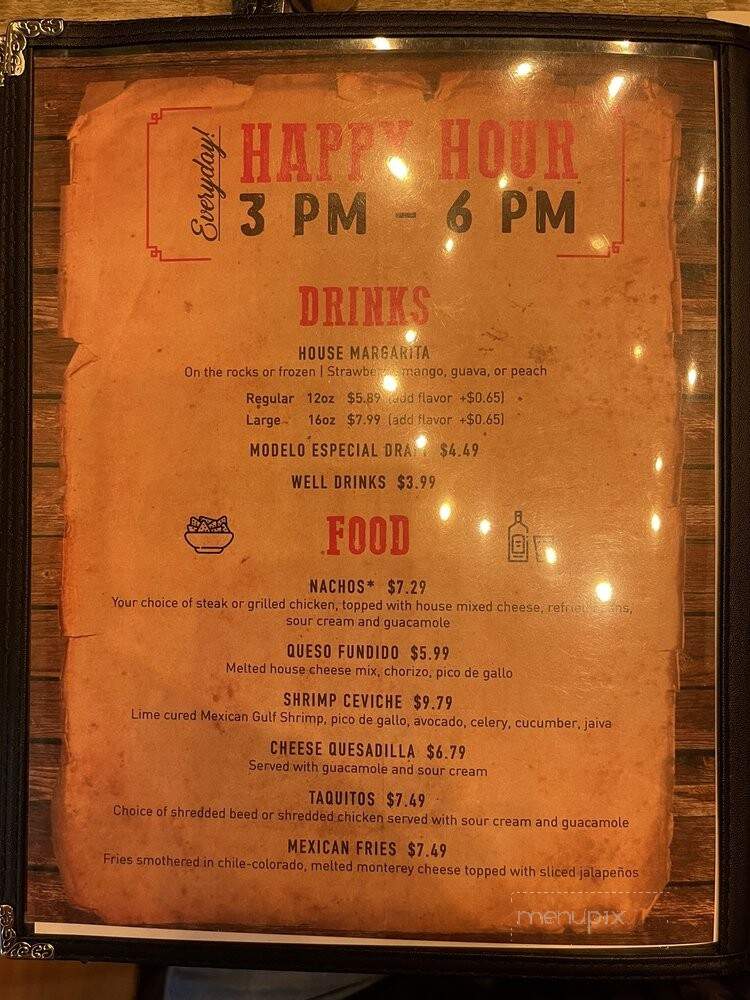 Everyday!
HAPPY HOUR
3 PM - 6 PM
DRINKS
HOUSE MARGARITA
On the rocks or frozen | Strawberry, mango, guava, or peach
Regular 12oz $5.89 (add flavor +$0.65)
Large 16oz $7.99 (add flavor +$0.65)
MODELO ESPECIAL DRAFT $4.49
WELL DRINKS $3.99
FOOD
NACHOS* $7.29
Your choice of steak or grilled chicken, topped with house mixed cheese, refried beans,
sour cream and guacamole
QUESO FUNDIDO $5.99
Melted house cheese mix, chorizo, pico de gallo
SHRIMP CEVICHE $9.79
Lime cured Mexican Gulf Shrimp, pico de gallo, avocado, celery, cucumber, jaiva
CHEESE QUESADILLA $6.79
Served with guacamole and sour cream
TAQUITOS $7.49
Choice of shredded beed or shredded chicken served with sour cream and guacamole
MEXICAN FRIES $7.49
Fries smothered in chile-colorado, melted monterey cheese topped with sliced jalapeños
menupix